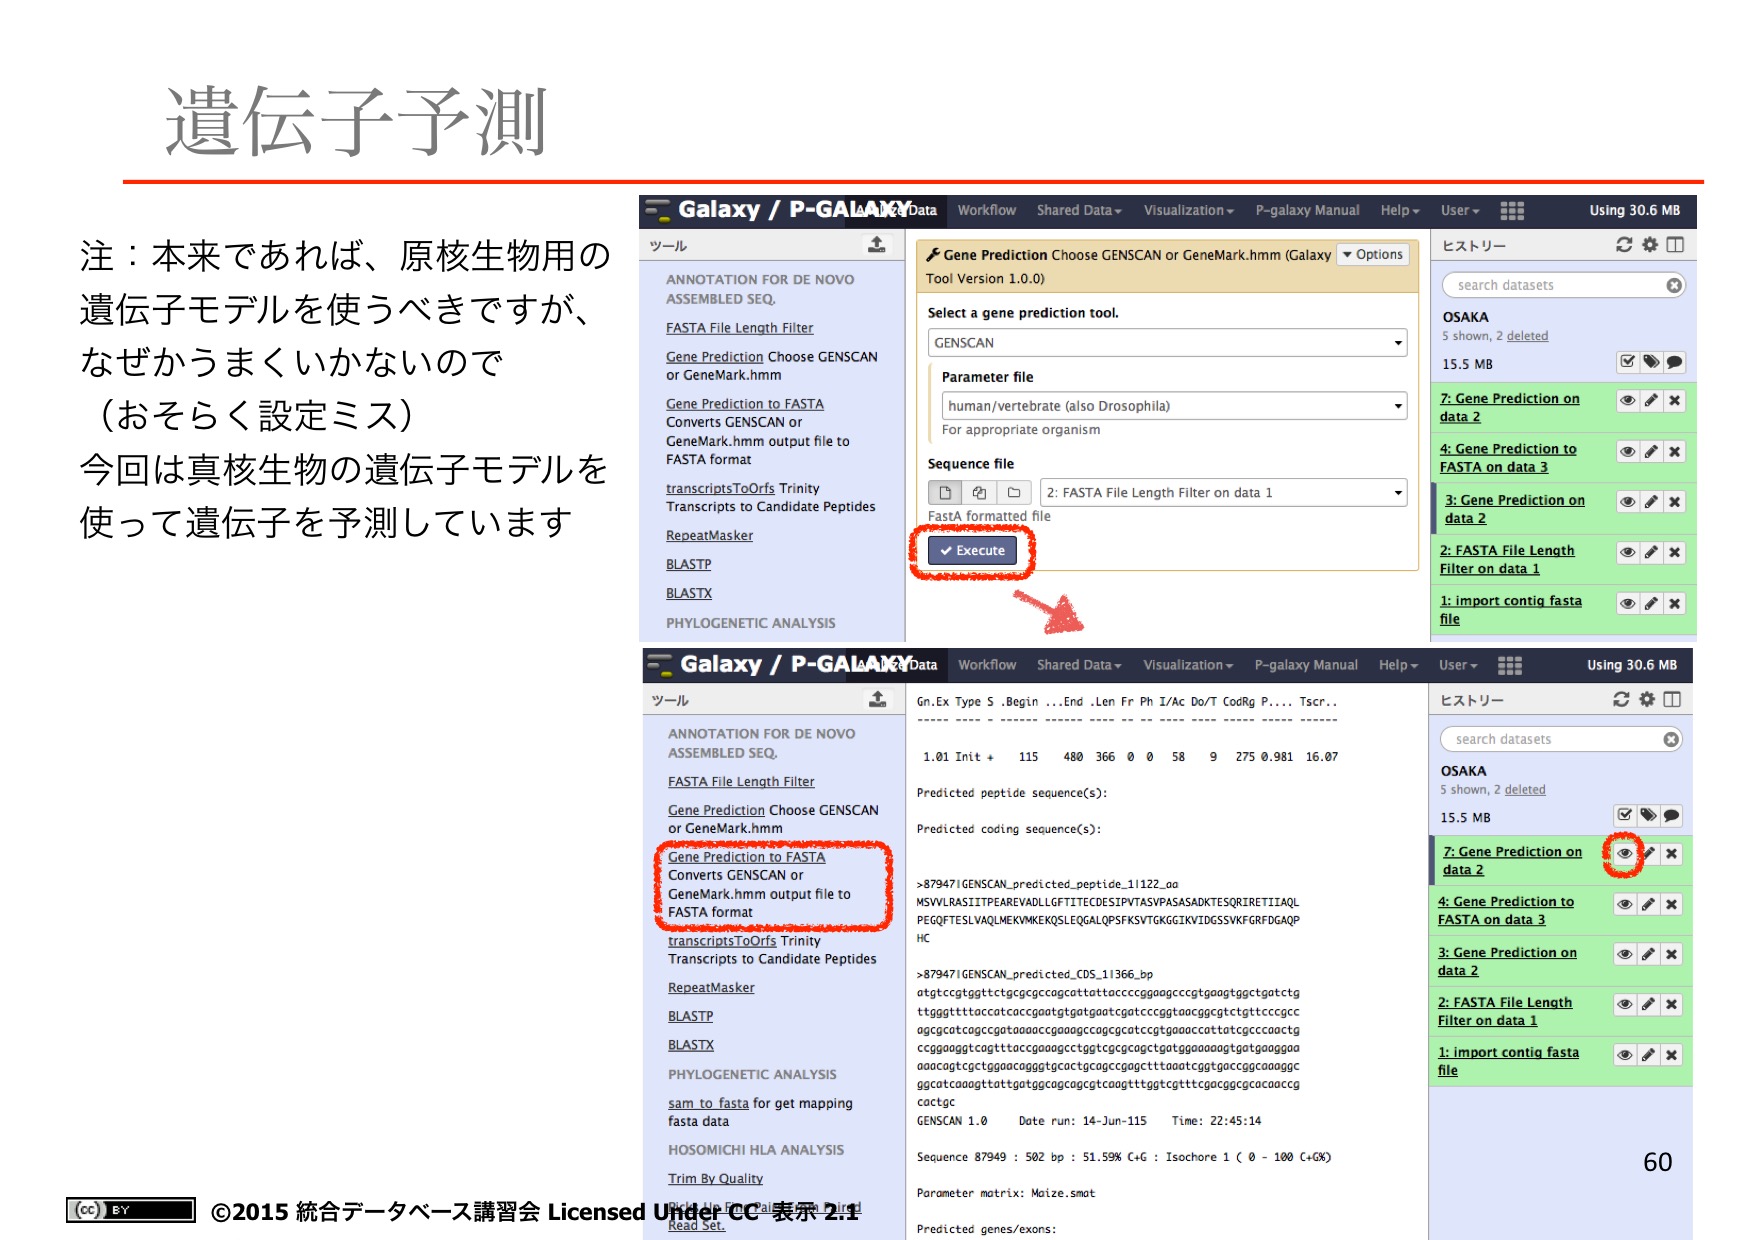 遺伝子予測
注：本来であれば、原核生物用の
遺伝子モデルを使うべきですが、
なぜかうまくいかないので
（おそらく設定ミス）
今回は真核生物の遺伝子モデルを
使って遺伝子を予測しています
Galaxy / P-GALAXY Analyze Data Workflow Shared Data Visualization P-galaxy Manual Help User Using 30.6 MB
ツール
ANNOTATION FOR DE NOVO
ASSEMBLED SEQ.
FASTA File Length Filter
Gene Prediction Choose GENSCAN
or GeneMark.hmm
Gene Prediction to FASTA
Converts GENSCAN or
GeneMark.hmm output file to
FASTA format
transcriptsToOrfs Trinity
Transcripts to Candidate Peptides
RepeatMasker
BLASTP
BLASTX
PHYLOGENETIC ANALYSIS
Gene Prediction Choose GENSCAN or GeneMark.hmm (Galaxy
Tool Version 1.0.0)
Options
Select a gene prediction tool.
GENSCAN
Parameter file
human/vertebrate (also Drosophila)
For appropriate organism
Sequence file
2: FASTA File Length Filter on data 1
FastA formatted file
Execute
ヒストリー
search datasets
OSAKA
5 shown, 2 deleted
15.5 MB
7: Gene Prediction on
data 2
4: Gene Prediction to
FASTA on data 3
3: Gene Prediction on
data 2
2: FASTA File Length
Filter on data 1
1: import contig fasta
file
Galaxy / P-GALAXY Analyze Data Workflow Shared Data Visualization P-galaxy Manual Help User Using 30.6 MB
ツール
ANNOTATION FOR DE NOVO
ASSEMBLED SEQ.
FASTA File Length Filter
Gene Prediction Choose GENSCAN
or GeneMark.hmm
Gene Prediction to FASTA
Converts GENSCAN or
GeneMark.hmm output file to
FASTA format
transcriptsToOrfs Trinity
Transcripts to Candidate Peptides
RepeatMasker
BLASTP
BLASTX
PHYLOGENETIC ANALYSIS
sam to fasta for get mapping
fasta data
HOSOMICHI HLA ANALYSIS
Trim By Quality
Read Set.
Gn.Ex Type S .Begin ...End .Len Fr Ph I/Ac Do/T CodRg P.... Tscr..
----- ---- - ------ ------ ---- -- -- ---- ---- ----- ----- ------
1.01 Init + 115 480 366 0 0 58 9 275 0.981 16.07
Predicted peptide sequence(s):
Predicted coding sequence(s):
>87947|GENSCAN_predicted_peptide_1|122_aa
MSVVLRASIITPEAREVADLLGFTITECDESIPVTASVPASASADKTESQRIRETIIAQL
PEGQFTESLVAQLMEKVMKEKQSLEQGALQPSFKSVTGKGGIKVIDGSSVKFGRFDGAQP
HC
>87947|GENSCAN_predicted_CDS_1|366_bp
atgtccgtggttctgcgcgccagcattattaccccggaagcccgtgaagtggctgatctg
ttgggttttaccatcaccgaatgtgatgaatcgatcccggtaacggcgtctgttcccgcc
agcgcatcagccgataaaaccgaaagccagcgcatccgtgaaaccattatcgcccaactg
ccggaaggtcagtttaccgaaagcctggtcgcgcagctgatggaaaaagtgatgaaggaa
aaacagtcgctggaacagggtgcactgcagccgagctttaaatcggtgaccggcaaaggc
ggcatcaaagttattgatggcagcagcgtcaagtttggtcgtttcgacggcgcacaaccg
cactgc
GENSCAN 1.0 Date run: 14-Jun-115 Time: 22:45:14
Sequence 87949 : 502 bp : 51.59% C+G : Isochore 1 ( 0 - 100 C+G%)
Parameter matrix: Maize.smat
Predicted genes/exons:
ヒストリー
search datasets
OSAKA
5 shown, 2 deleted
15.5 MB
7: Gene Prediction on
data 2
4: Gene Prediction to
FASTA on data 3
3: Gene Prediction on
data 2
2: FASTA File Length
Filter on data 1
1: import contig fasta
file
60
(cc) BY ©2015 統合データベース講習会 Licensed Under CC 表示 2.1